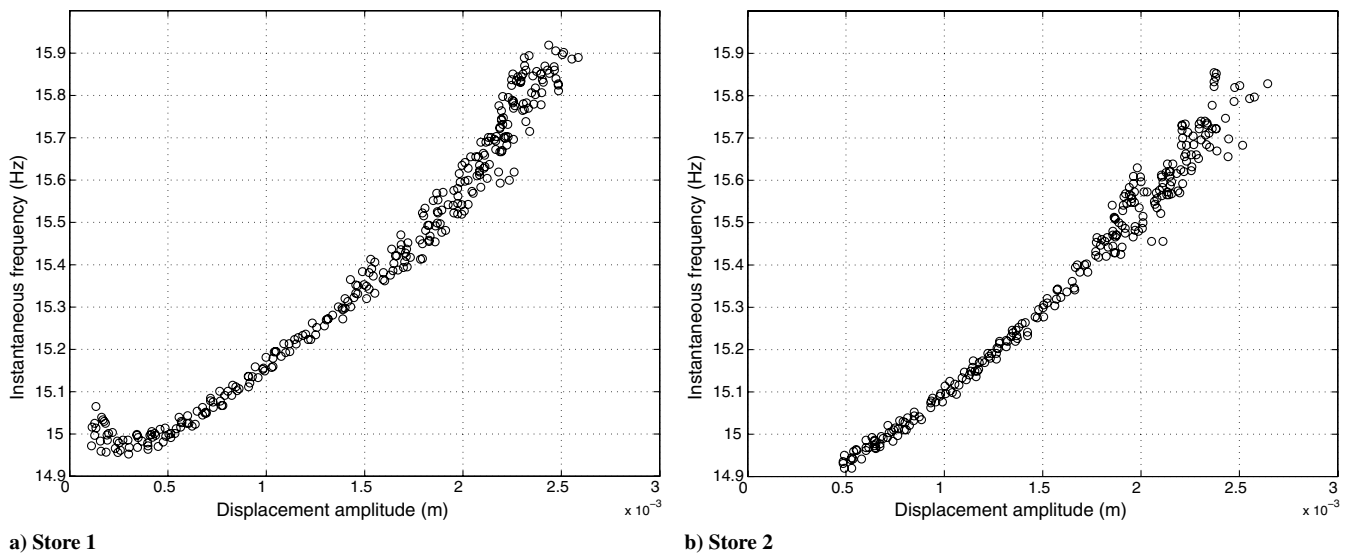 15.9
15.8
15.7
15.6
15.5
15.4
15.3
15.2
15.1
15
14.9
Instantaneous frequency (Hz)
0 0.5 1 1.5 2 2.5 3
Displacement amplitude (m) x 10⁻³
a) Store 1
15.9
15.8
15.7
15.6
15.5
15.4
15.3
15.2
15.1
15
14.9
Instantaneous frequency (Hz)
0 0.5 1 1.5 2 2.5 3
Displacement amplitude (m) x 10⁻³
b) Store 2